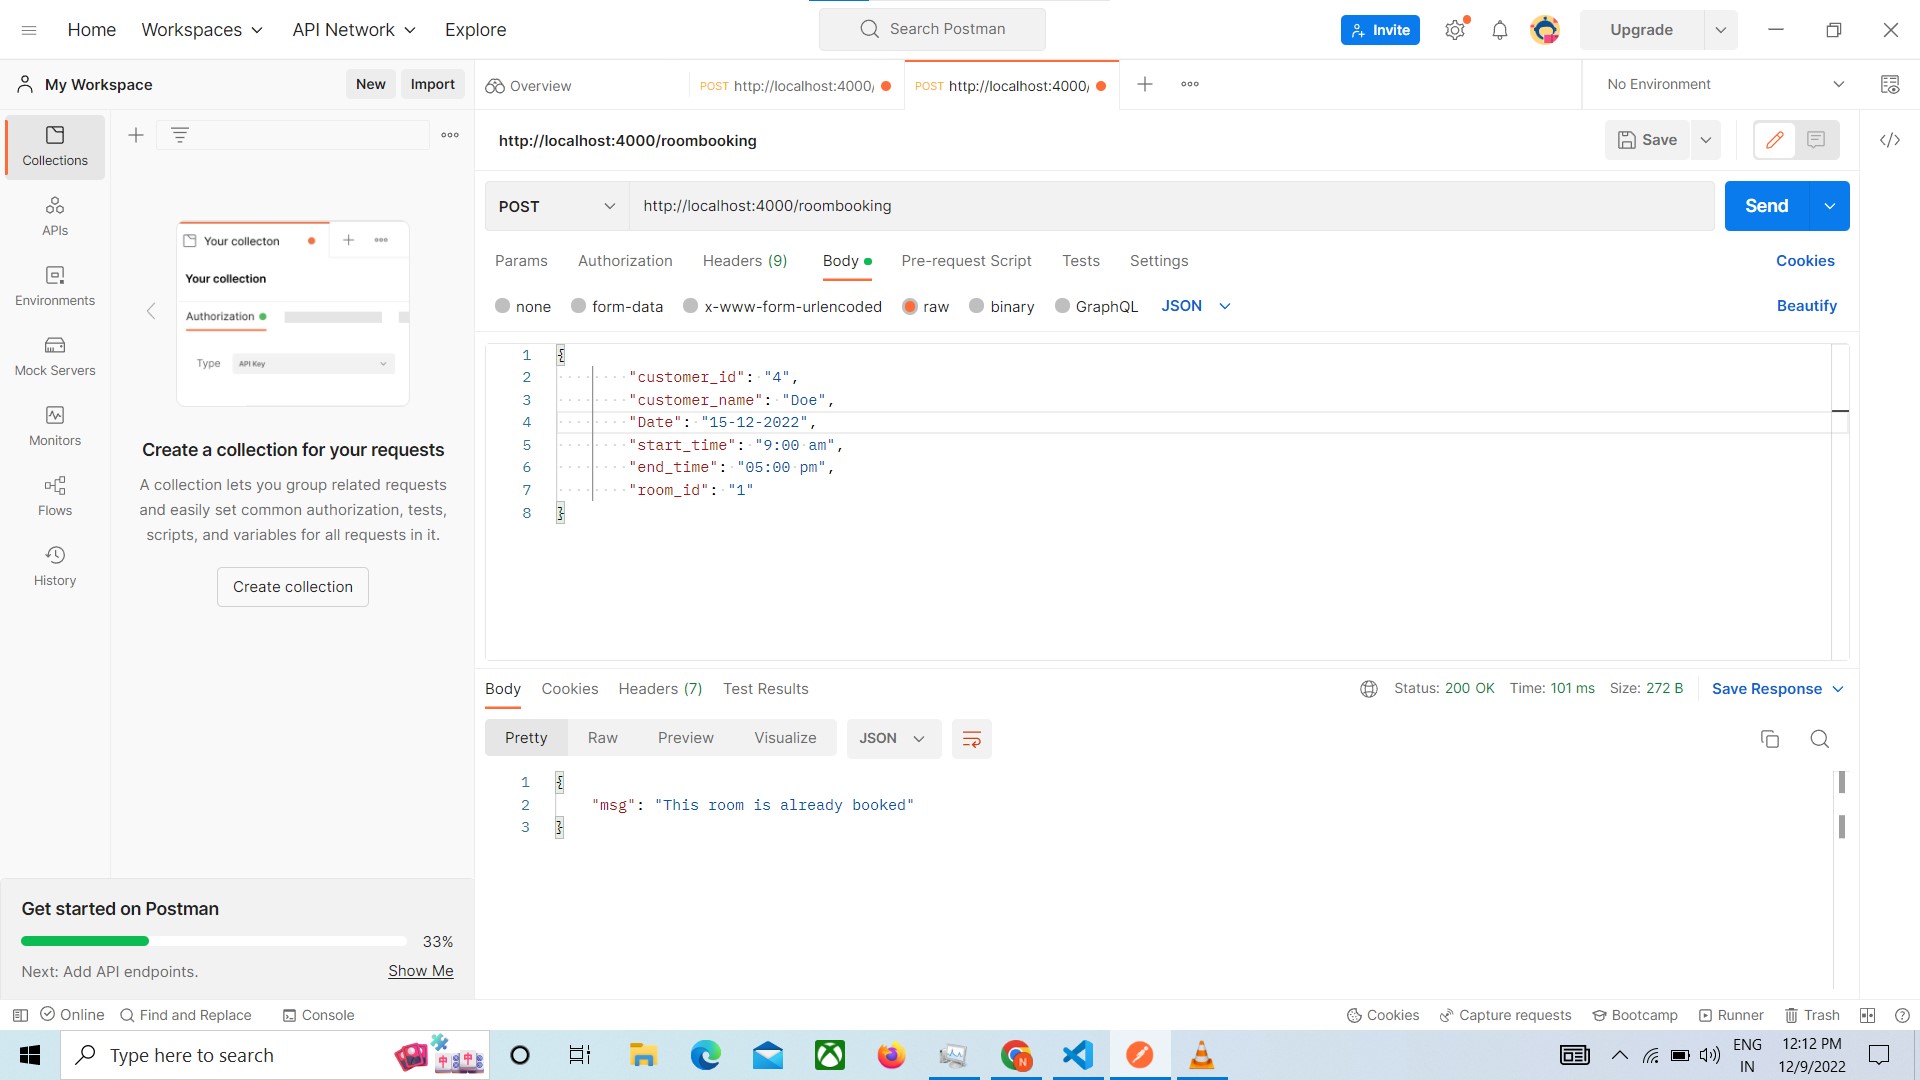 Home Workspaces API Network Explore Search Postman Invite Upgrade
My Workspace New Import Overview POST http://localhost:4000/ POST http://localhost:4000/ No Environment
Collections
APIs
Environments
Mock Servers
Monitors
Flows
History
Your collecton
Your collection
Authorization
Type API Key
Create a collection for your requests
A collection lets you group related requests
and easily set common authorization, tests,
scripts, and variables for all requests in it.
Create collection
Get started on Postman
33%
Next: Add API endpoints. Show Me
http://localhost:4000/roombooking Save
POST http://localhost:4000/roombooking Send
Params Authorization Headers (9) Body Pre-request Script Tests Settings Cookies
none form-data x-www-form-urlencoded raw binary GraphQL JSON Beautify
1 {
2 "customer_id": "4",
3 "customer_name": "Doe",
4 "Date": "15-12-2022",
5 "start_time": "9:00 am",
6 "end_time": "05:00 pm",
7 "room_id": "1"
8 }
Body Cookies Headers (7) Test Results Status: 200 OK Time: 101 ms Size: 272 B Save Response
Pretty Raw Preview Visualize JSON
1 {
2 "msg": "This room is already booked"
3 }
Online Find and Replace Console Cookies Capture requests Bootcamp Runner Trash
Type here to search N ENG 12:12 PM
IN 12/9/2022